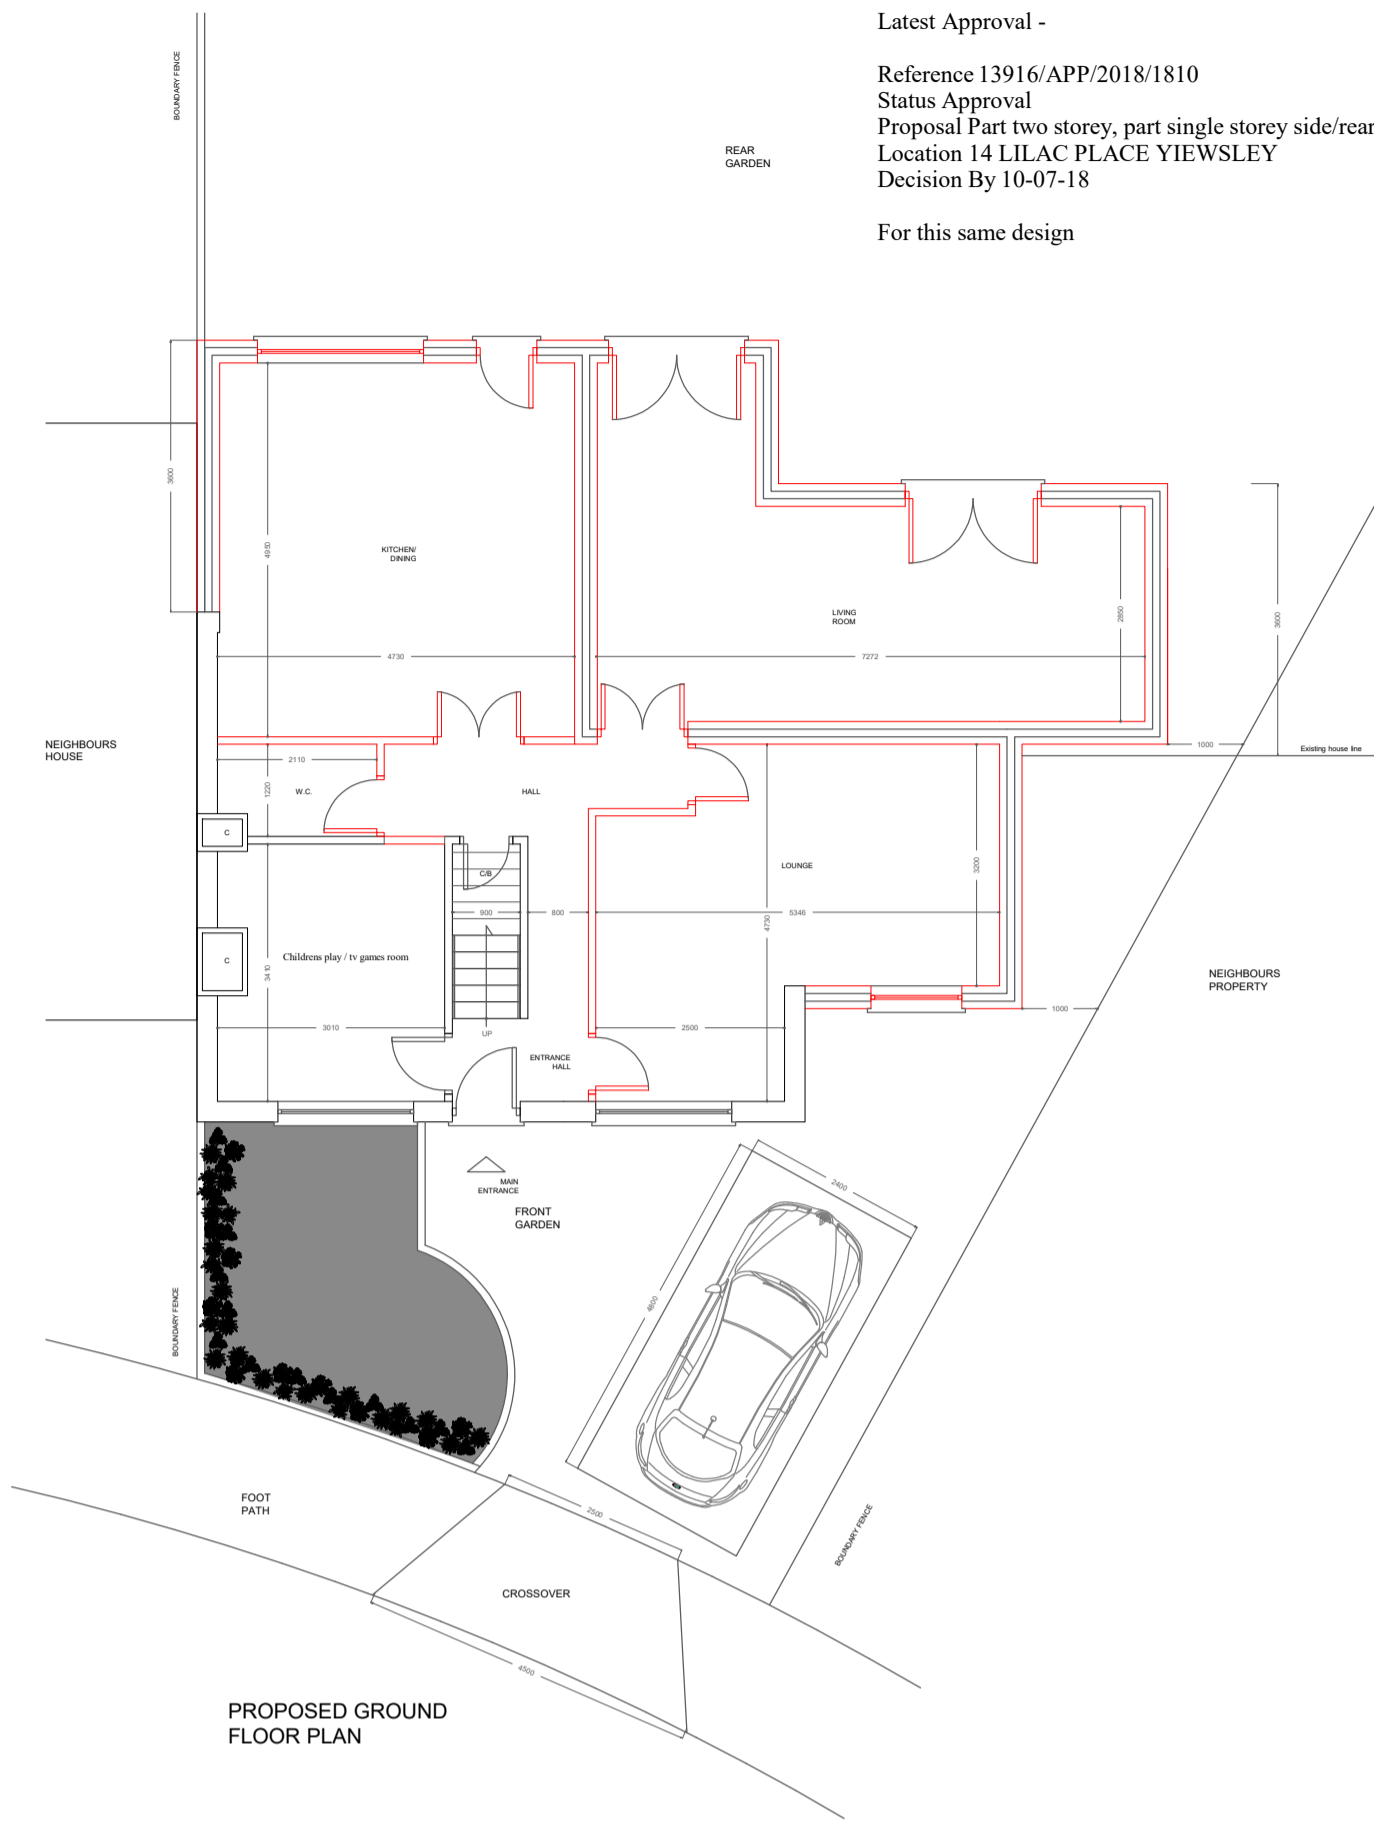 Latest Approval -
Reference 13916/APP/2018/1810
Status Approval
Proposal Part two storey, part single storey side/rear
Location 14 LILAC PLACE YIEWSLEY
Decision By 10-07-18
For this same design
BOUNDARY FENCE
REAR
GARDEN
3600
4950
KITCHEN/
DINING
4730
LIVING
ROOM
7272
2850
3600
NEIGHBOURS
HOUSE
1000
Existing house line
2110
1220
W.C.
HALL
C
C/B
LOUNGE
3200
900
800
5346
4730
C
Childrens play / tv games room
3410
NEIGHBOURS
PROPERTY
1000
3010
UP
2500
ENTRANCE
HALL
MAIN
ENTRANCE
FRONT
GARDEN
2400
4800
BOUNDARY FENCE
FOOT
PATH
2500
BOUNDARY FENCE
CROSSOVER
4500
PROPOSED GROUND
FLOOR PLAN